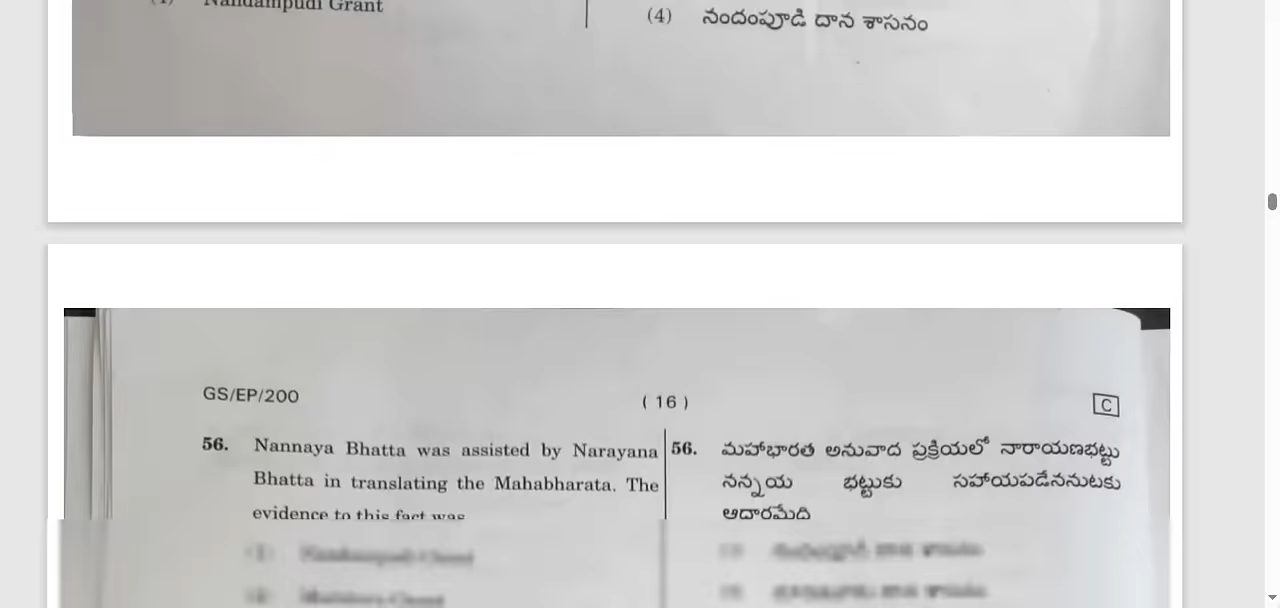 Nandampudi Grant
(4) నందంపూడి దాన శాసనం
GS/EP/200
( 16 )
C
56. Nannaya Bhatta was assisted by Narayana
Bhatta in translating the Mahabharata. The
evidence to this fact was
56. మహాభారత అనువాద ప్రక్రియలో నారాయణభట్టు
నన్నయ భట్టుకు సహాయపడేననుటకు
ఆదారమేది